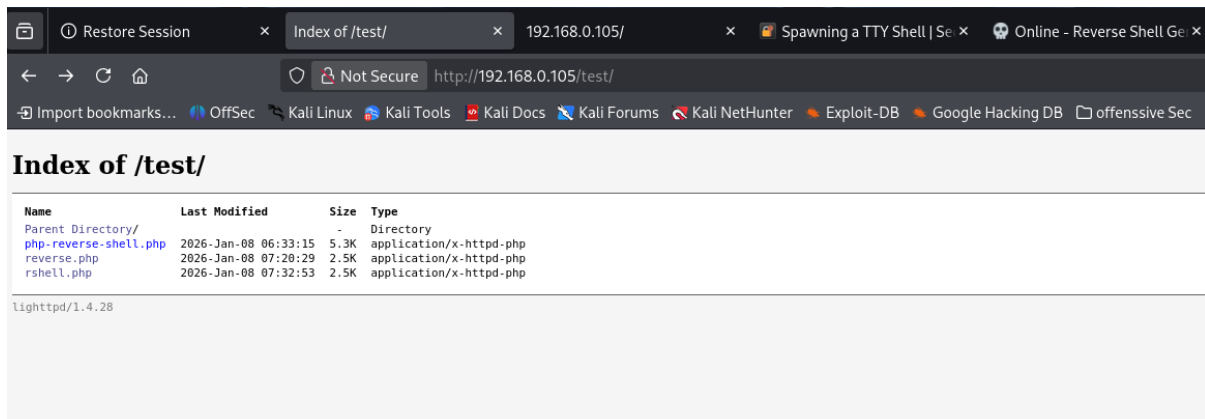 Restore Session × Index of /test/ × 192.168.0.105/ × Spawning a TTY Shell | Sec × Online - Reverse Shell Ger ×
Not Secure http://192.168.0.105/test/
Import bookmarks... OffSec Kali Linux Kali Tools Kali Docs Kali Forums Kali NetHunter Exploit-DB Google Hacking DB offenssive Sec
Index of /test/
Name Last Modified Size Type
Parent Directory/ - Directory
php-reverse-shell.php 2026-Jan-08 06:33:15 5.3K application/x-httpd-php
reverse.php 2026-Jan-08 07:20:29 2.5K application/x-httpd-php
rshell.php 2026-Jan-08 07:32:53 2.5K application/x-httpd-php
lighttpd/1.4.28